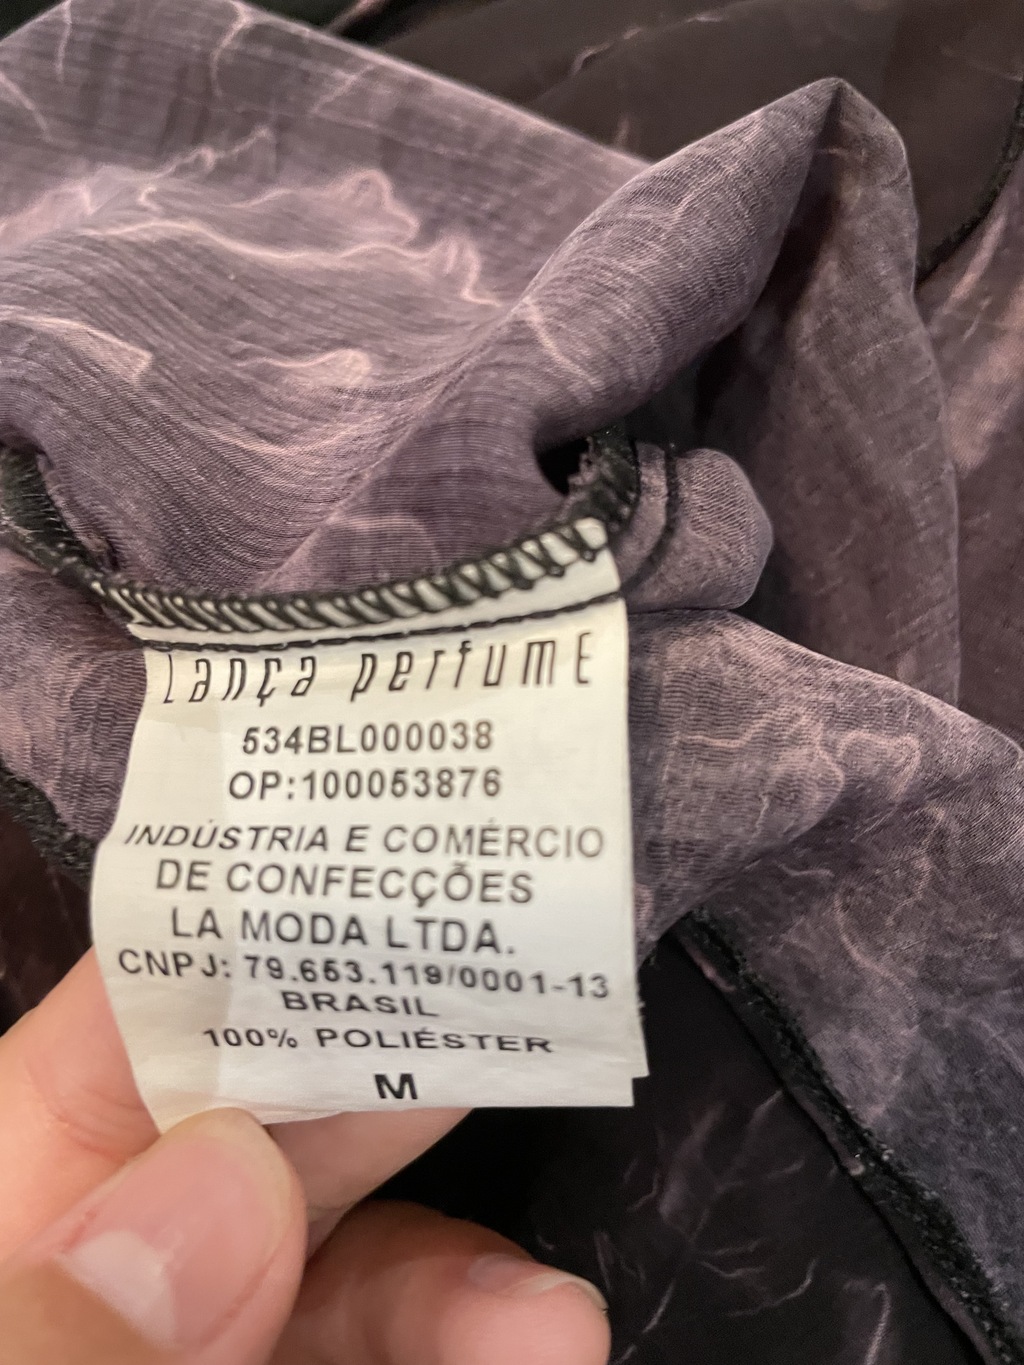 Lança perfume
534BL000038
OP:100053876
INDÚSTRIA E COMÉRCIO
DE CONFECÇÕES
LA MODA LTDA.
CNPJ: 79.653.119/0001-13
BRASIL
100% POLIÉSTER
M